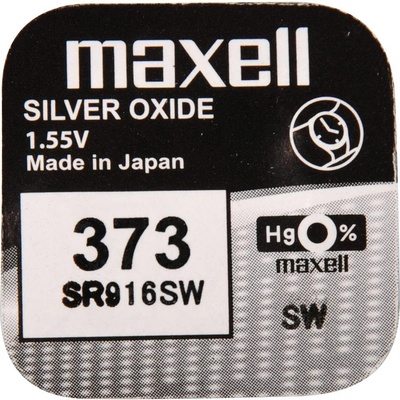 maxell
SILVER OXIDE
1.55V
Made in Japan
373
SR916SW
Hg 0%
maxell
SW